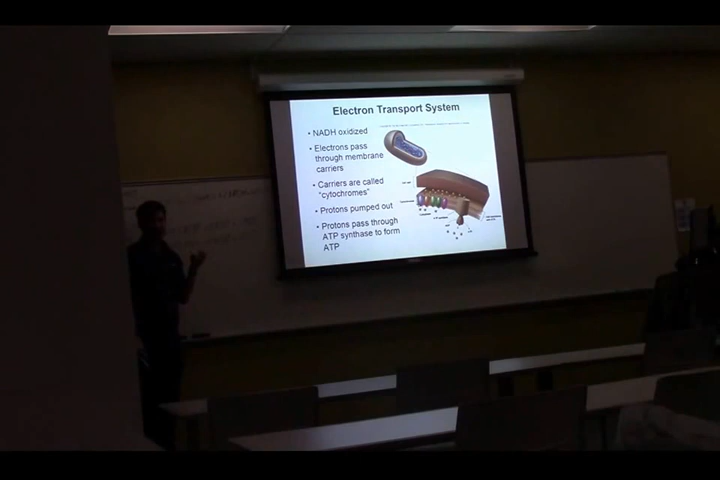 Electron Transport System
• NADH oxidized
• Electrons pass
through membrane
carriers
• Carriers are called
"cytochromes"
• Protons pumped out
• Protons pass through
ATP synthase to form
ATP